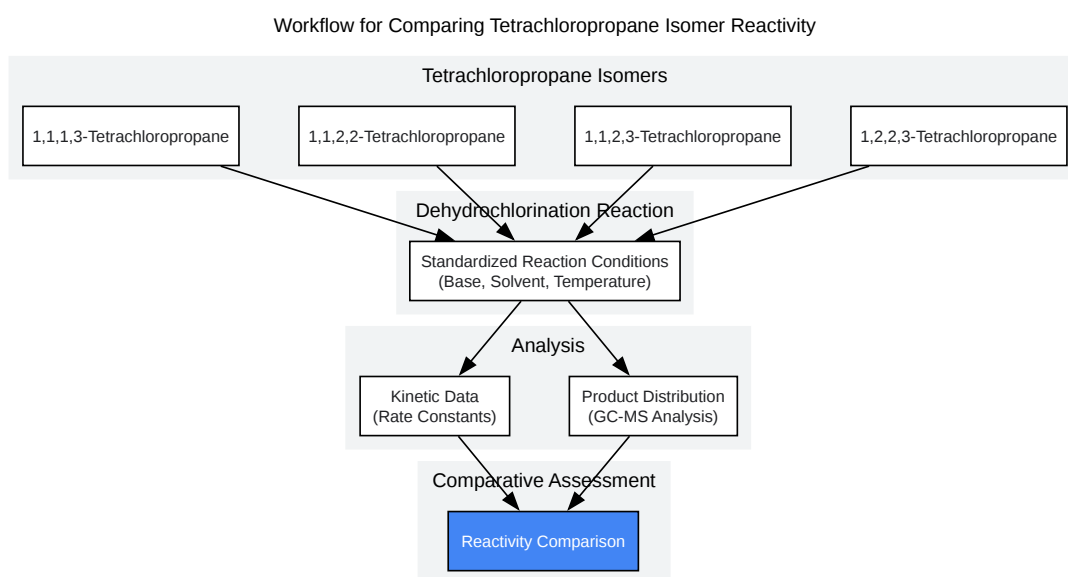 Workflow for Comparing Tetrachloropropane Isomer Reactivity
Tetrachloropropane Isomers
1,1,1,3-Tetrachloropropane
1,1,2,2-Tetrachloropropane
1,1,2,3-Tetrachloropropane
1,2,2,3-Tetrachloropropane
Dehydrochlorination Reaction
Standardized Reaction Conditions
(Base, Solvent, Temperature)
Analysis
Kinetic Data
(Rate Constants)
Product Distribution
(GC-MS Analysis)
Comparative Assessment
Reactivity Comparison